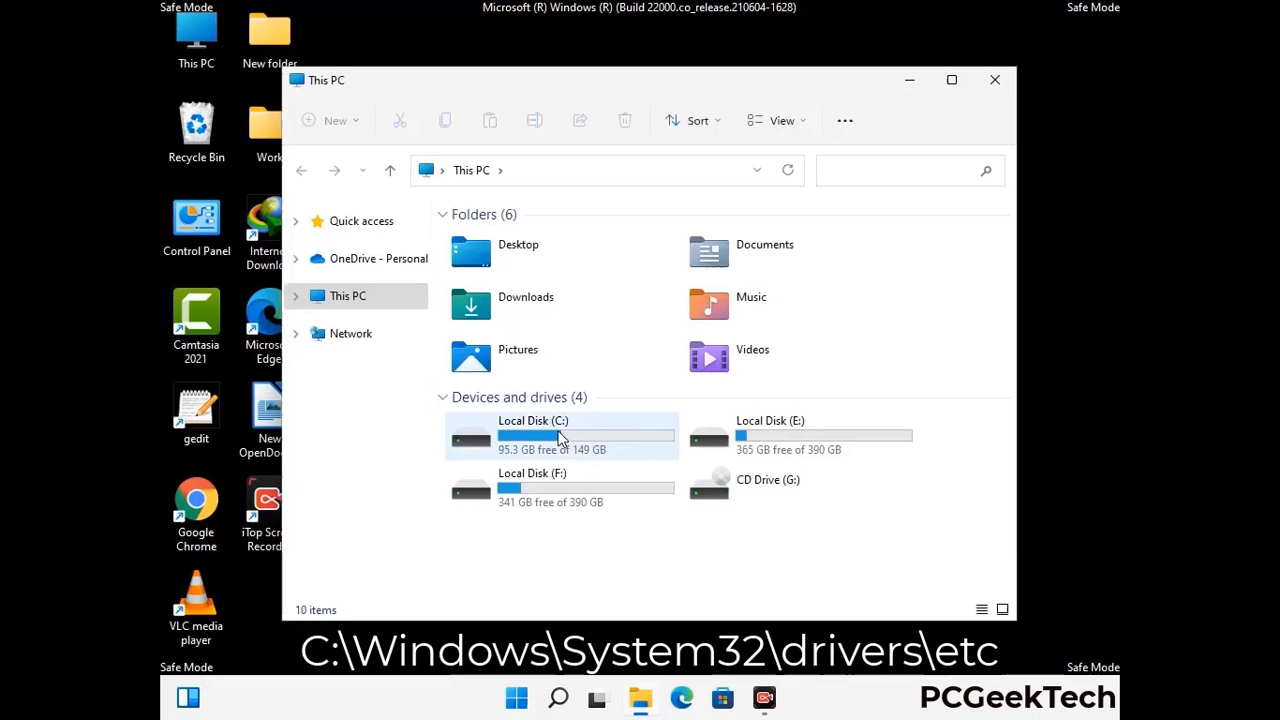 Safe Mode
Microsoft (R) Windows (R) (Build 22000.co_release.210604-1628)
Safe Mode
This PC
New folder
Recycle Bin
Work
Control Panel
Intern
Downlo
Camtasia
2021
Micros
Edge
gedit
New
OpenDo
Google
Chrome
iTop Scr
Record
VLC media
player
This PC
New
Sort
View
This PC
Quick access
OneDrive - Personal
This PC
Network
Folders (6)
Desktop
Documents
Downloads
Music
Pictures
Videos
Devices and drives (4)
Local Disk (C:)
95.3 GB free of 149 GB
Local Disk (E:)
365 GB free of 390 GB
Local Disk (F:)
341 GB free of 390 GB
CD Drive (G:)
10 items
C:\Windows\System32\drivers\etc
Safe Mode
Safe Mode
PCGeekTech